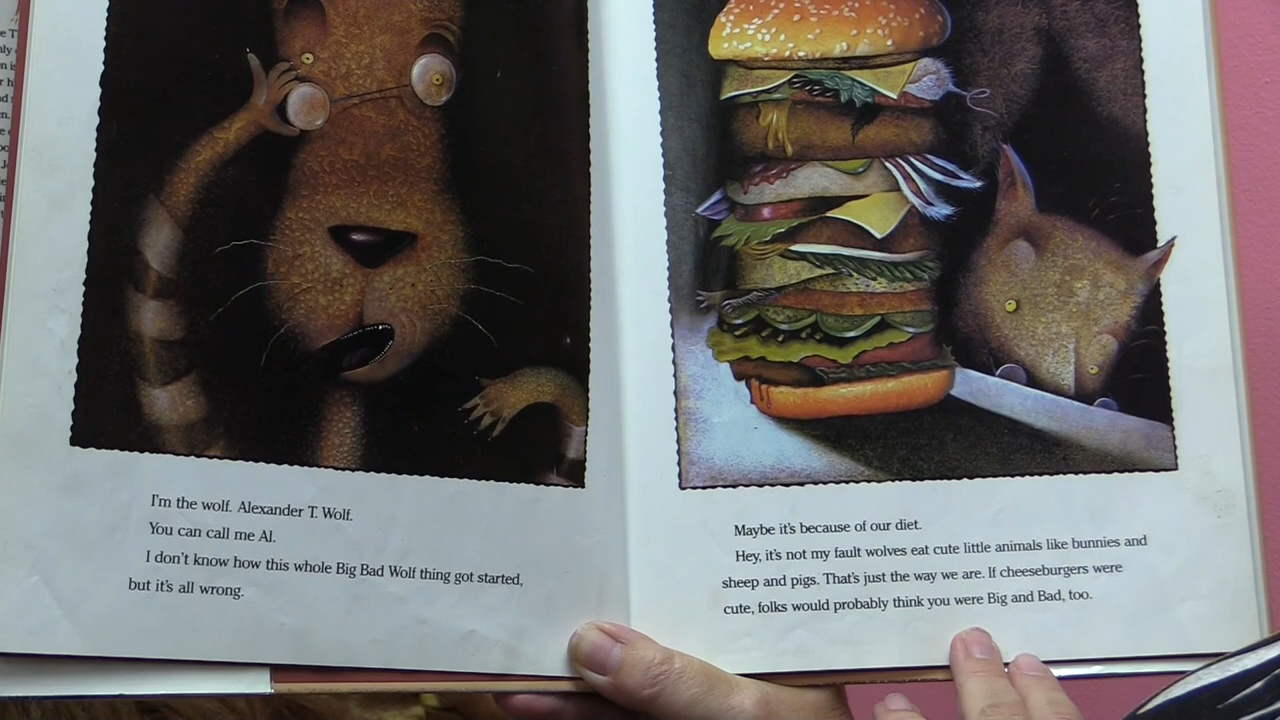 I'm the wolf. Alexander T. Wolf.
You can call me Al.
I don't know how this whole Big Bad Wolf thing got started,
but it's all wrong.
Maybe it's because of our diet.
Hey, it's not my fault wolves eat cute little animals like bunnies and
sheep and pigs. That's just the way we are. If cheeseburgers were
cute, folks would probably think you were Big and Bad, too.